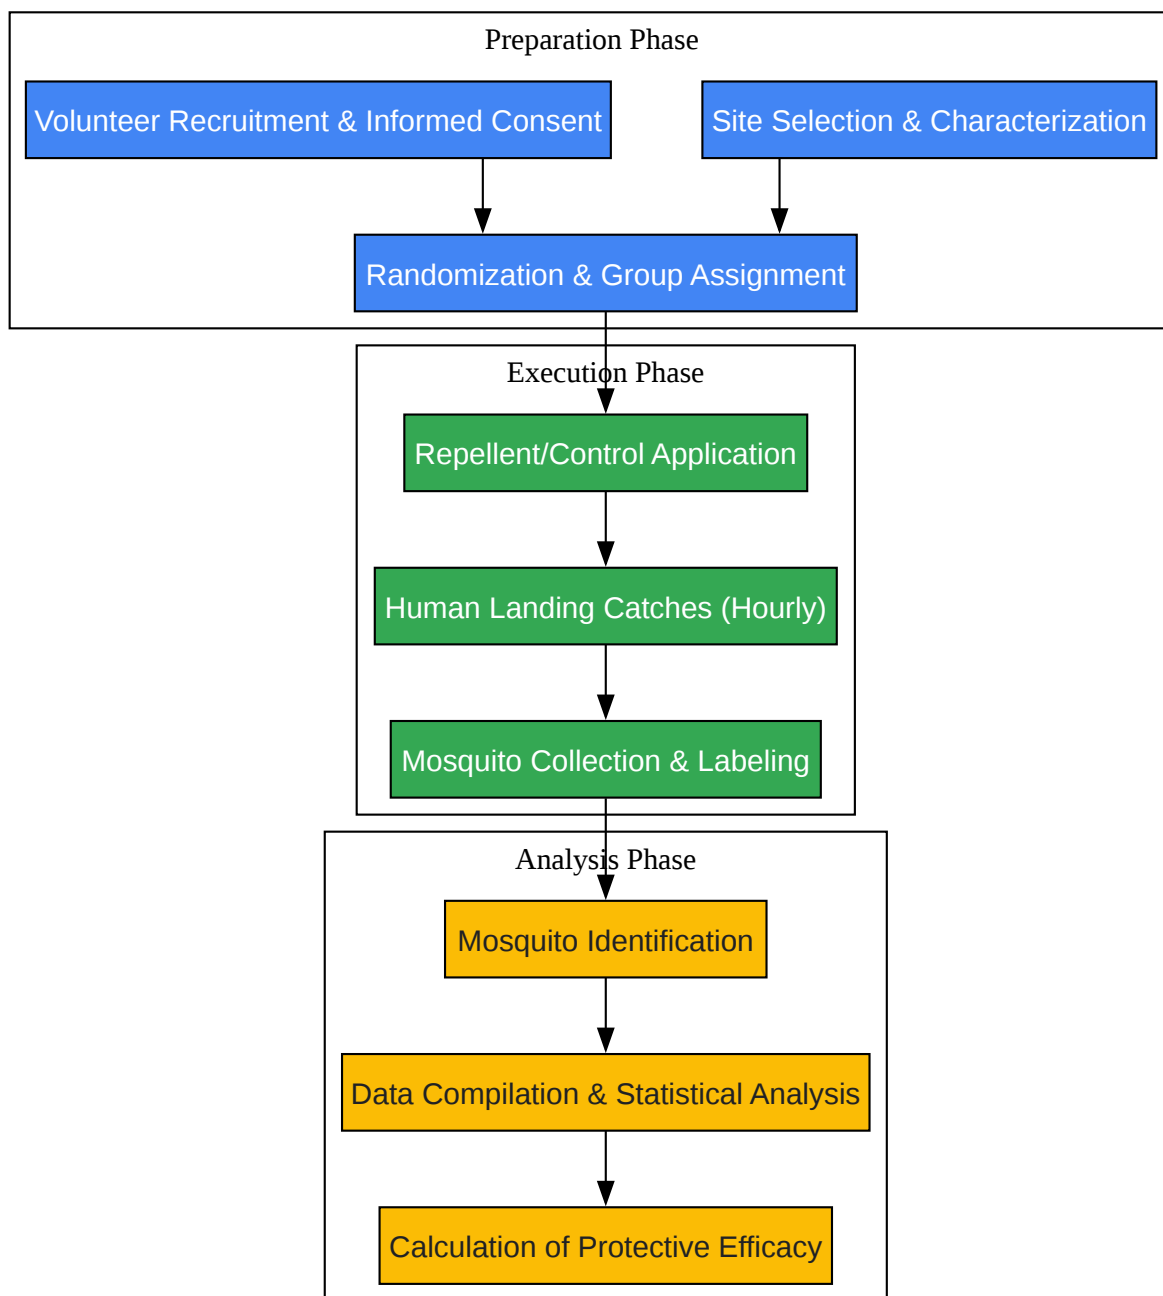 Preparation Phase
Volunteer Recruitment & Informed Consent
Site Selection & Characterization
Randomization & Group Assignment
Execution Phase
Repellent/Control Application
Human Landing Catches (Hourly)
Mosquito Collection & Labeling
Analysis Phase
Mosquito Identification
Data Compilation & Statistical Analysis
Calculation of Protective Efficacy